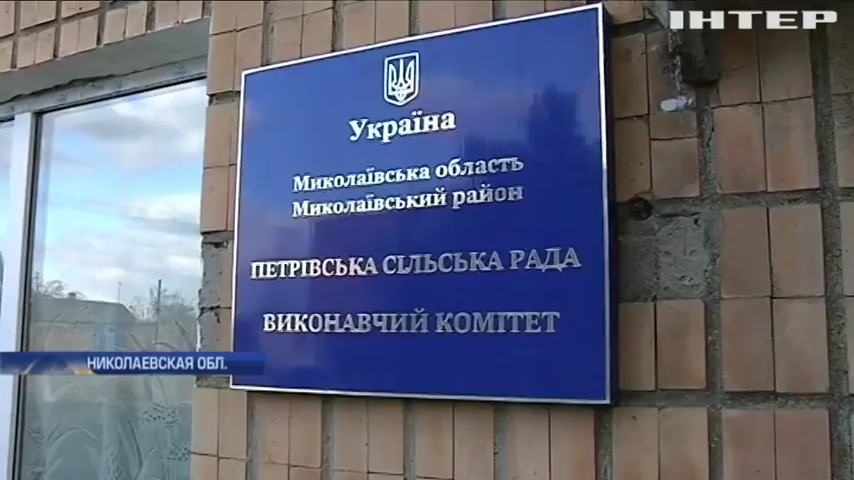 ІНТЕР
Україна
Миколаївська область
Миколаївський район
ПЕТРІВСЬКА СІЛЬСЬКА РАДА
ВИКОНАВЧИЙ КОМІТЕТ
НИКОЛАЕВСКАЯ ОБЛ.